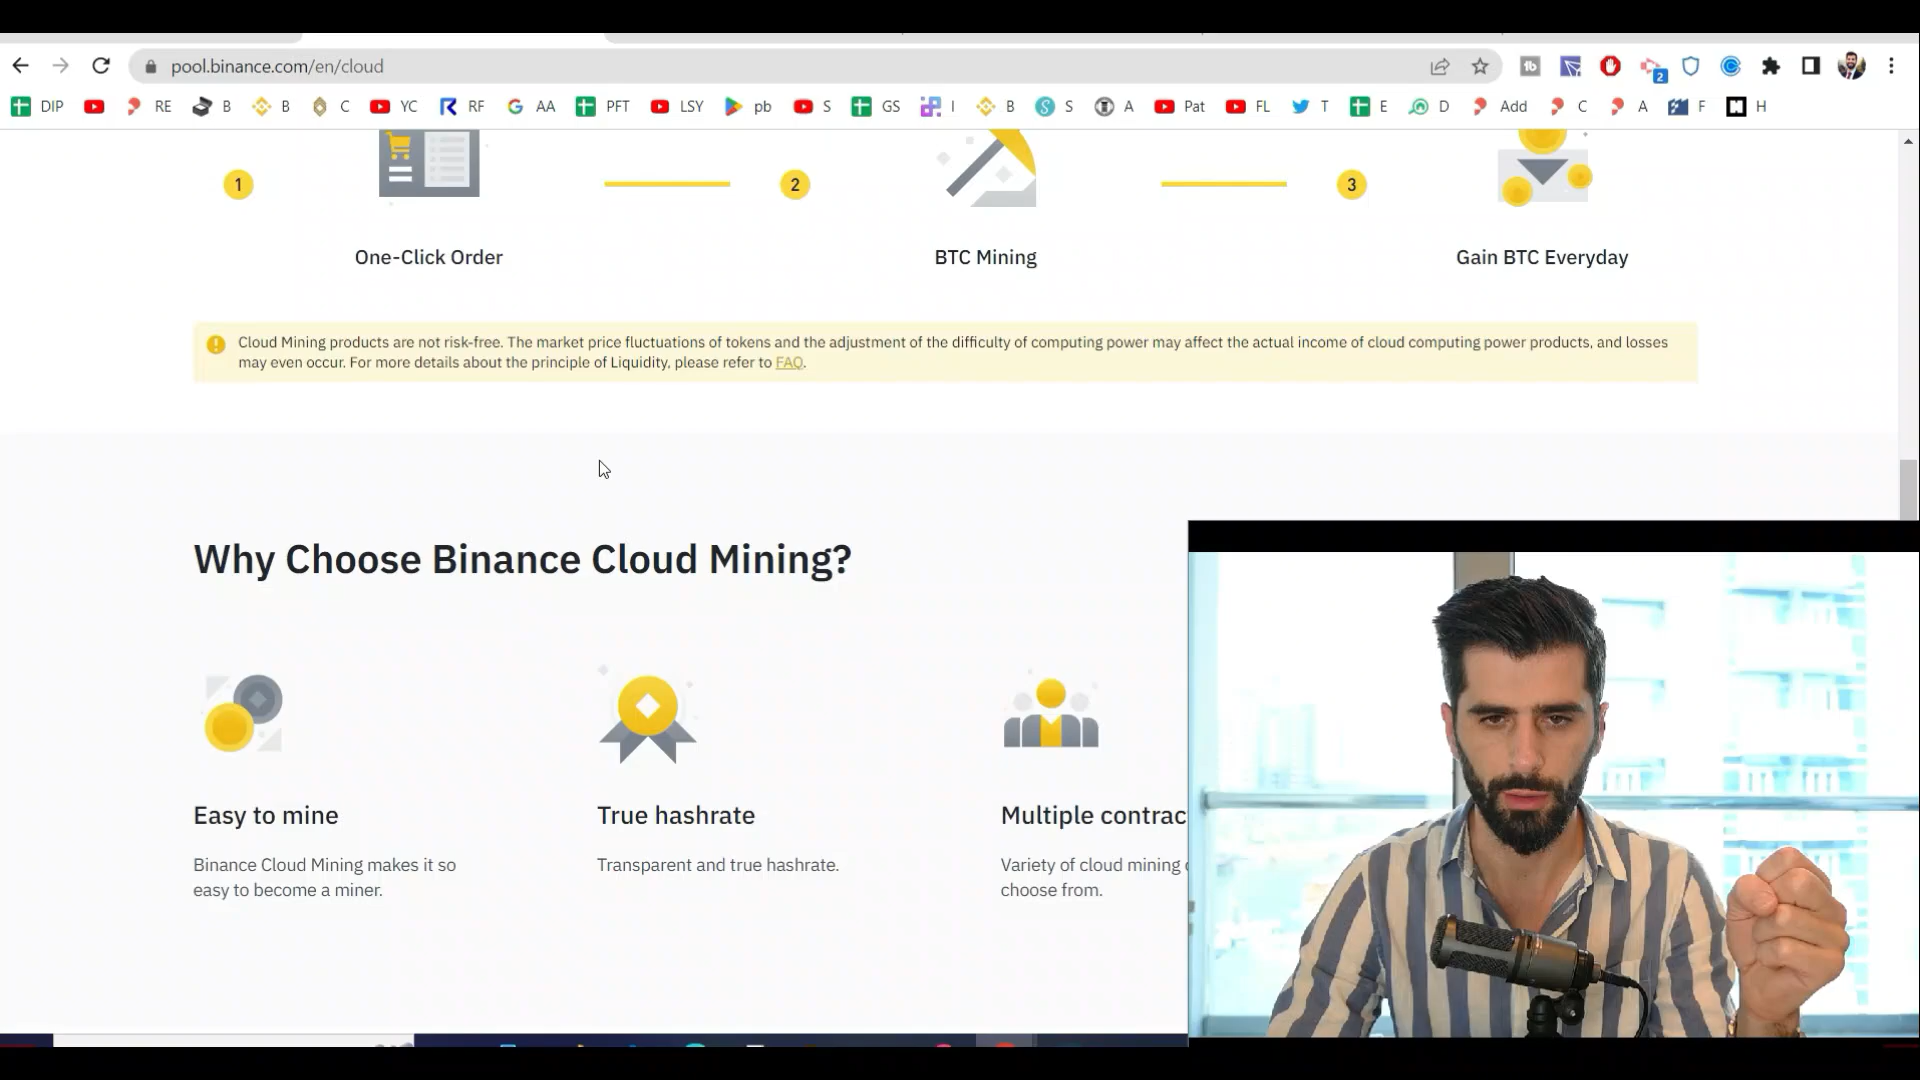 pool.binance.com/en/cloud
2
DIP RE B B C YC RF AA PFT LSY pb S GS I B S A Pat FL T E D Add C A F H
1 2 3
One-Click Order BTC Mining Gain BTC Everyday
Cloud Mining products are not risk-free. The market price fluctuations of tokens and the adjustment of the difficulty of computing power may affect the actual income of cloud computing power products, and losses
may even occur. For more details about the principle of Liquidity, please refer to FAQ.
Why Choose Binance Cloud Mining?
Easy to mine True hashrate Multiple contrac
Binance Cloud Mining makes it so Transparent and true hashrate. Variety of cloud mining
easy to become a miner. choose from.